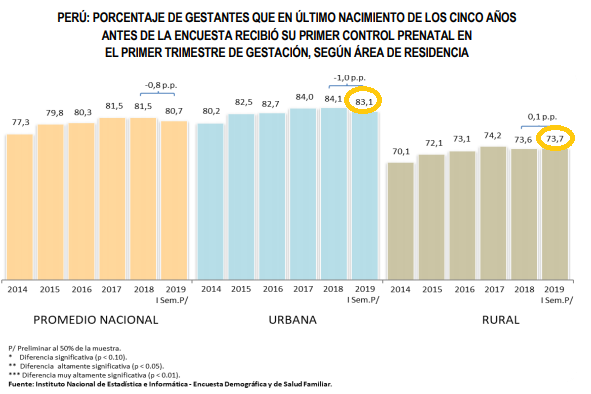 PERÚ: PORCENTAJE DE GESTANTES QUE EN ÚLTIMO NACIMIENTO DE LOS CINCO AÑOS
ANTES DE LA ENCUESTA RECIBIÓ SU PRIMER CONTROL PRENATAL EN
EL PRIMER TRIMESTRE DE GESTACIÓN, SEGÚN ÁREA DE RESIDENCIA
-0,8 p.p. -1,0 p.p. 0,1 p.p.
77,3 79,8 80,3 81,5 81,5 80,7 80,2 82,5 82,7 84,0 84,1 83,1 70,1 72,1 73,1 74,2 73,6 73,7
2014 2015 2016 2017 2018 2019 2014 2015 2016 2017 2018 2019 2014 2015 2016 2017 2018 2019
I Sem.P/ I Sem.P/ I Sem.P/
PROMEDIO NACIONAL URBANA RURAL
P/ Preliminar al 50% de la muestra.
* Diferencia significativa (p < 0.10).
** Diferencia altamente significativa (p < 0.05).
*** Diferencia muy altamente significativa (p < 0.01).
Fuente: Instituto Nacional de Estadística e Informática - Encuesta Demográfica y de Salud Familiar.